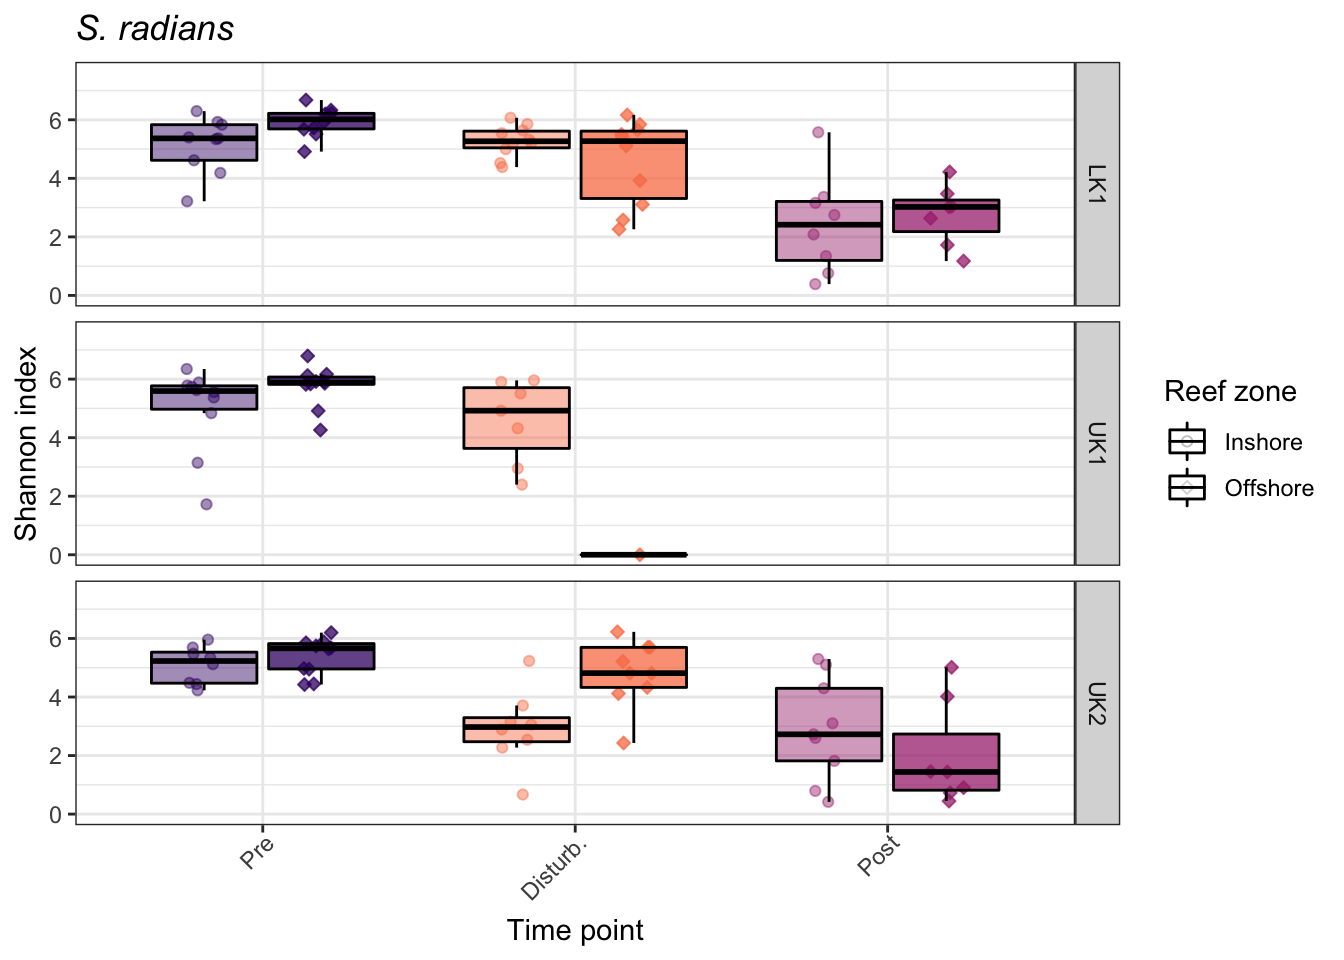 S. radians
Shannon index
6
4
2
0
LK1
6
4
2
0
UK1
6
4
2
0
UK2
Pre
Disturb.
Post
Time point
Reef zone
Inshore
Offshore